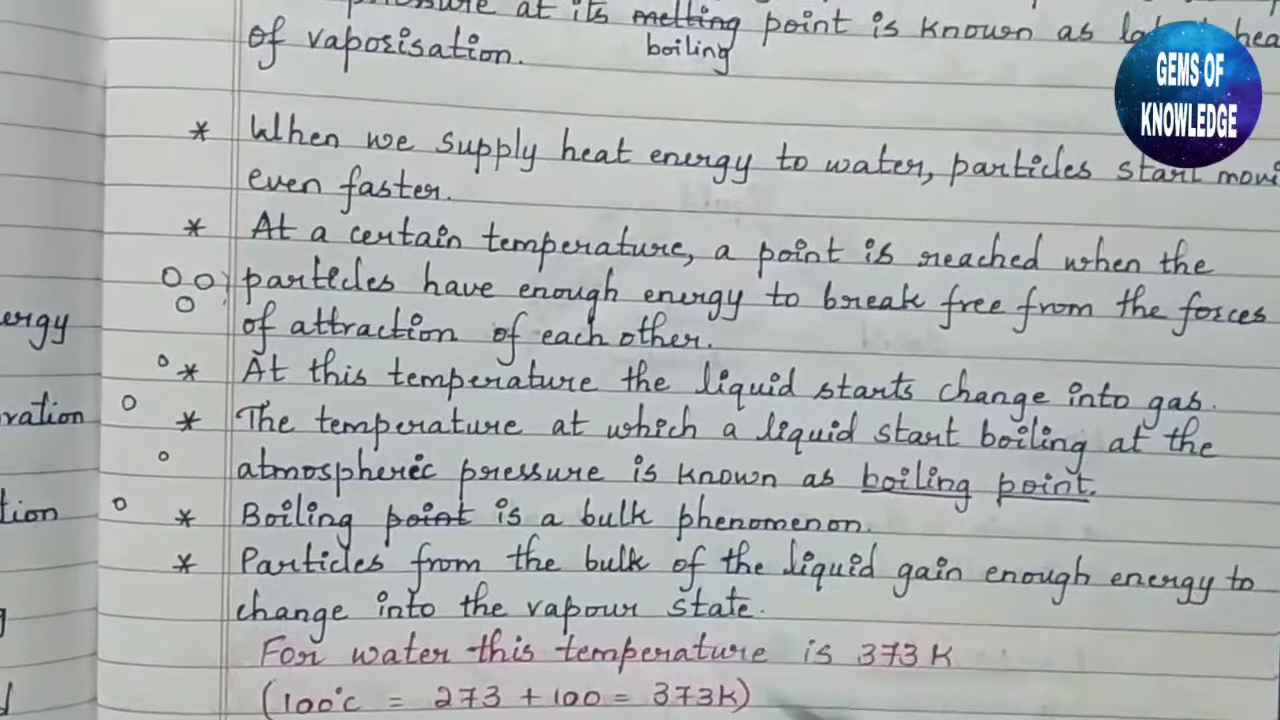 at its melting point is known as
of vaporisation. boiling
GEMS OF
KNOWLEDGE
* When we supply heat energy to water, particles start movi
even faster.
* At a certain temperature, a point is reached when the
particles have enough energy to break free from the forces
of attraction of each other.
* At this temperature the liquid starts change into gas.
* The temperature at which a liquid start boiling at the
atmospheric pressure is known as boiling point.
* Boiling point is a bulk phenomenon.
* Particles from the bulk of the liquid gain enough energy to
change into the vapour state.
For water this temperature is 373K
(100°C = 273 + 100 = 373K)
ergy
ration
tion